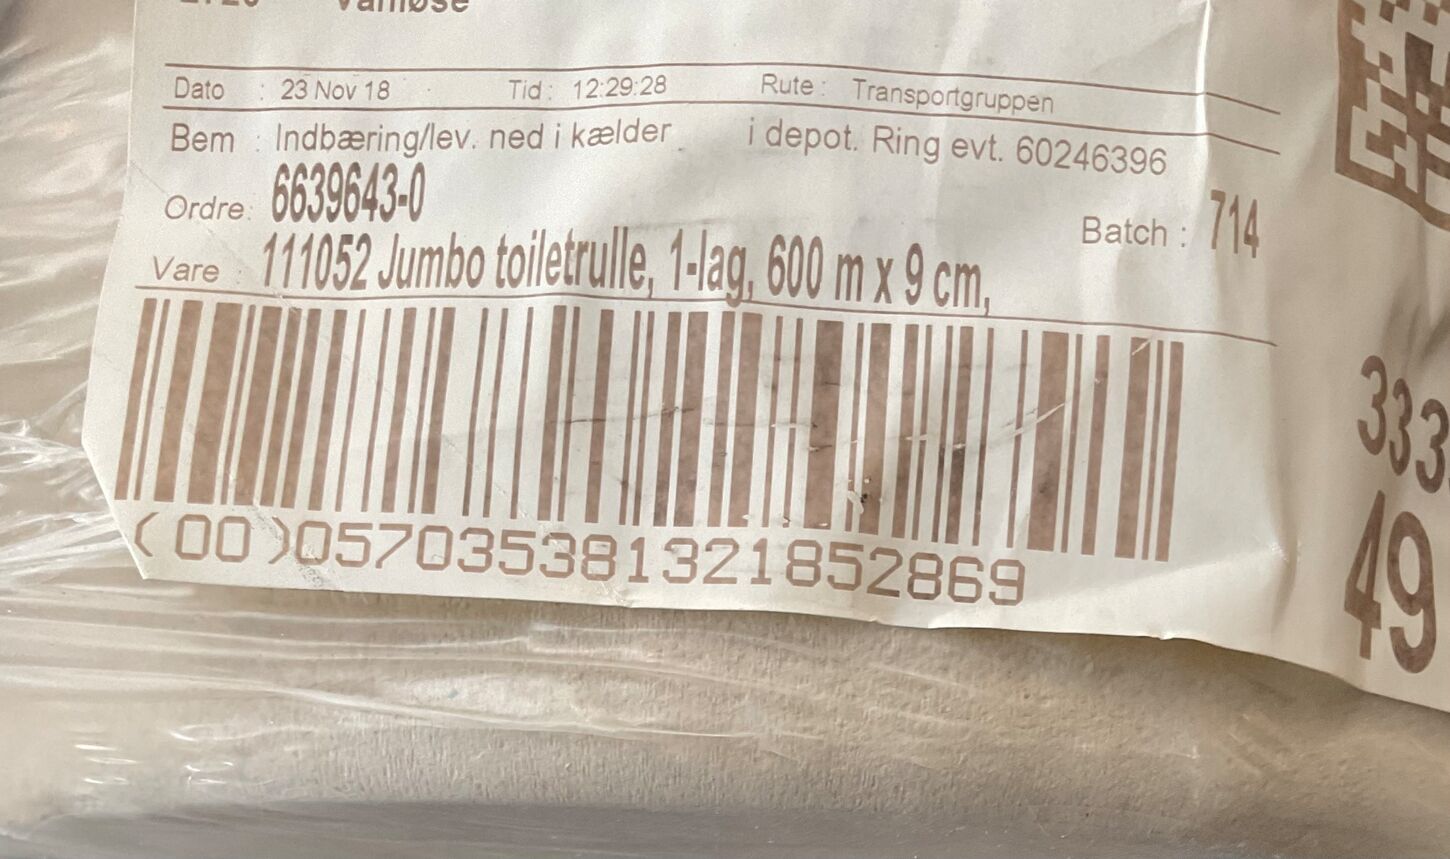 Vanløse
Dato : 23 Nov 18 Tid : 12:29:28 Rute : Transportgruppen
Bem : Indbæring/lev. ned i kælder i depot. Ring evt. 60246396
Ordre: 6639643-0 Batch : 714
Vare : 111052 Jumbo toiletrulle, 1-lag, 600 m x 9 cm,
(00)057035381321852869
333
49